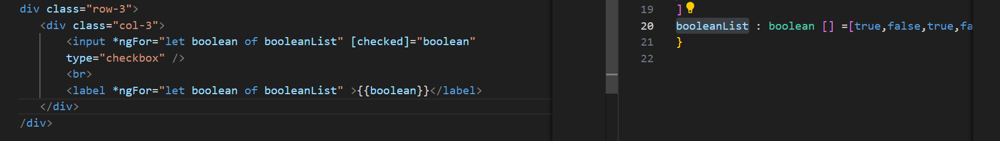 div class="row-3">
<div class="col-3">
<input *ngFor="let boolean of booleanList" [checked]="boolean"
type="checkbox" />
<br>
<label *ngFor="let boolean of booleanList" >{{boolean}}</label>
</div>
/div>
19 ]
20 booleanList : boolean [] =[true,false,true,fa
21 }
22